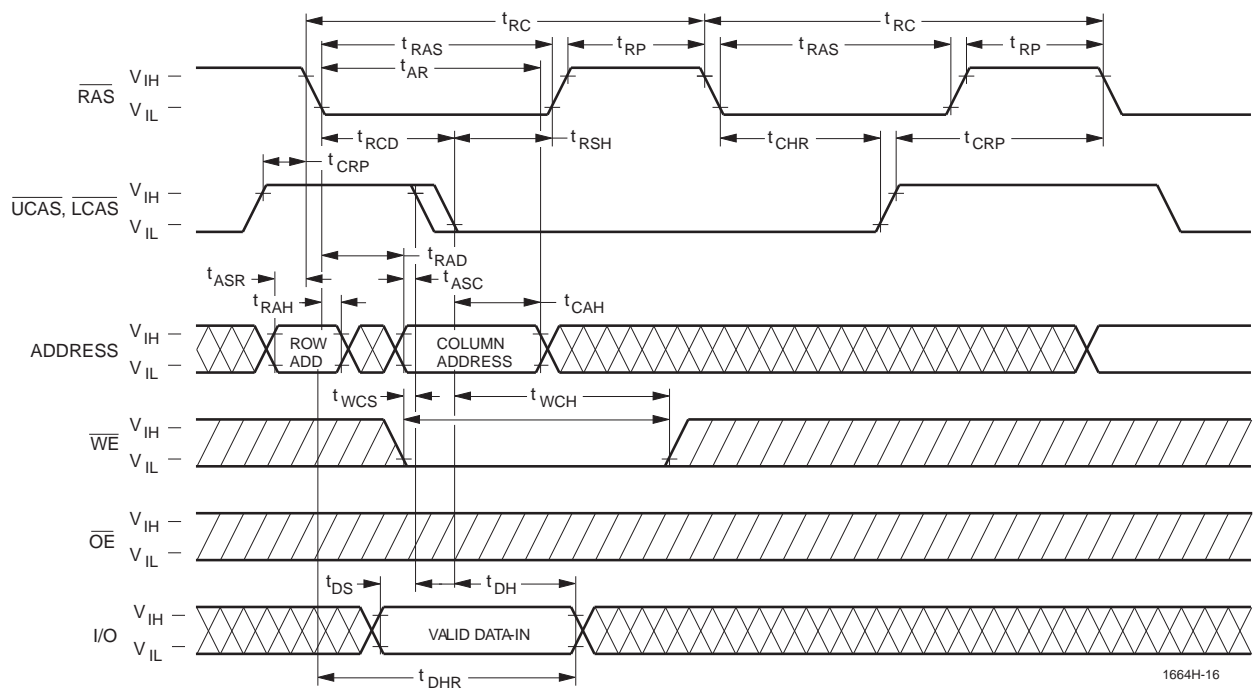 tRC tRC
tRAS tRP tRAS tRP
tAR
RAS VIH
VIL
tRCD tRSH tCHR tCRP
tCRP
UCAS, LCAS VIH
VIL
tRAD
tASR tASC
tRAH tCAH
ADDRESS VIH
VIL
ROW ADD
COLUMN ADDRESS
tWCS tWCH
WE VIH
VIL
OE VIH
VIL
tDS tDH
I/O VIH
VIL
VALID DATA-IN
tDHR
1664H-16